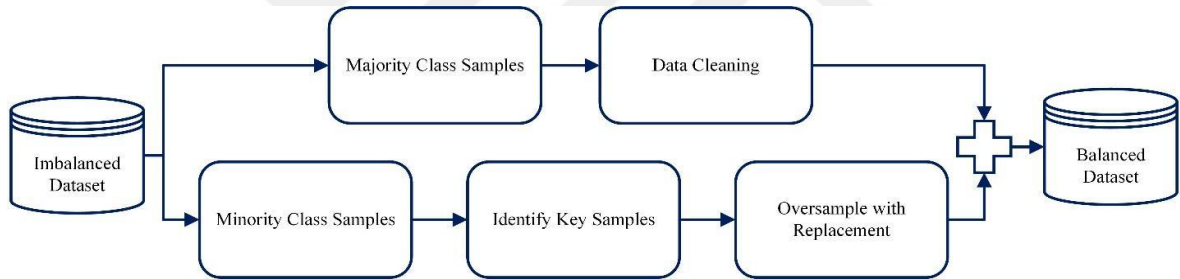 Majority Class Samples
Data Cleaning
Imbalanced
Dataset
Balanced
Dataset
Minority Class Samples
Identify Key Samples
Oversample with
Replacement